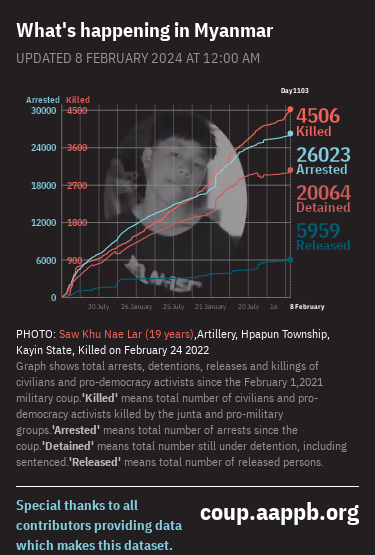 What's happening in Myanmar
UPDATED 8 FEBRUARY 2024 AT 12:00 AM
Day1103
Arrested Killed
30000 4500
24000 3600
18000 2700
12000 1800
6000 900
0
4506
Killed
26023
Arrested
20064
Detained
5959
Released
30 July 26 January 25 July 21 January 20 July 16 8 February
PHOTO: Saw Khu Nae Lar (19 years),Artillery, Hpapun Township,
Kayin State, Killed on February 24 2022
Graph shows total arrests, detentions, releases and killings of
civilians and pro-democracy activists since the February 1,2021
military coup.'Killed' means total number of civilians and pro-
democracy activists killed by the junta and pro-military
groups.'Arrested' means total number of arrests since the
coup.'Detained' means total number still under detention, including
sentenced.'Released' means total number of released persons.
Special thanks to all
contributors providing data
which makes this dataset.
coup.aappb.org